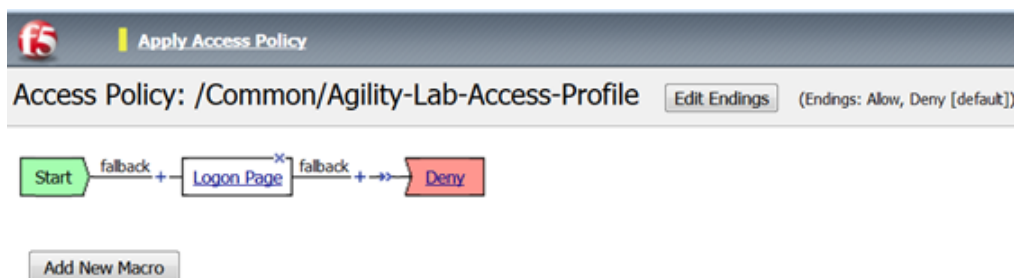 f5 Apply Access Policy
Access Policy: /Common/Agility-Lab-Access-Profile Edit Endings (Endings: Allow, Deny [default])
Start fallback + Logon Page × fallback + Deny
Add New Macro